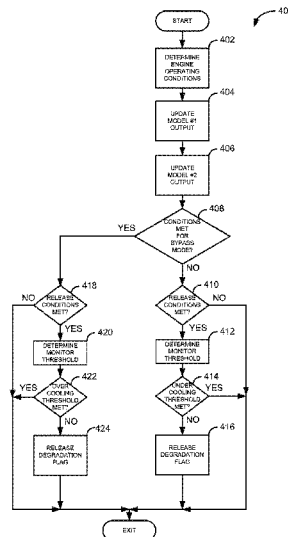 START
40
402
DETERMINE
ENGINE
OPERATING
CONDITIONS
404
UPDATE
MODEL #1
OUTPUT
406
UPDATE
MODEL #2
OUTPUT
408
CONDITIONS
MET
FOR
BYPASS
MODE?
YES
NO
418
RELEASE
CONDITIONS
MET?
NO
YES
410
RELEASE
CONDITIONS
MET?
NO
YES
420
DETERMINE
MONITOR
THRESHOLD
412
DETERMINE
MONITOR
THRESHOLD
422
OVER
COOLING
THRESHOLD
MET?
YES
NO
414
UNDER
COOLING
THRESHOLD
MET?
YES
NO
424
RELEASE
DEGRADATION
FLAG
416
RELEASE
DEGRADATION
FLAG
EXIT